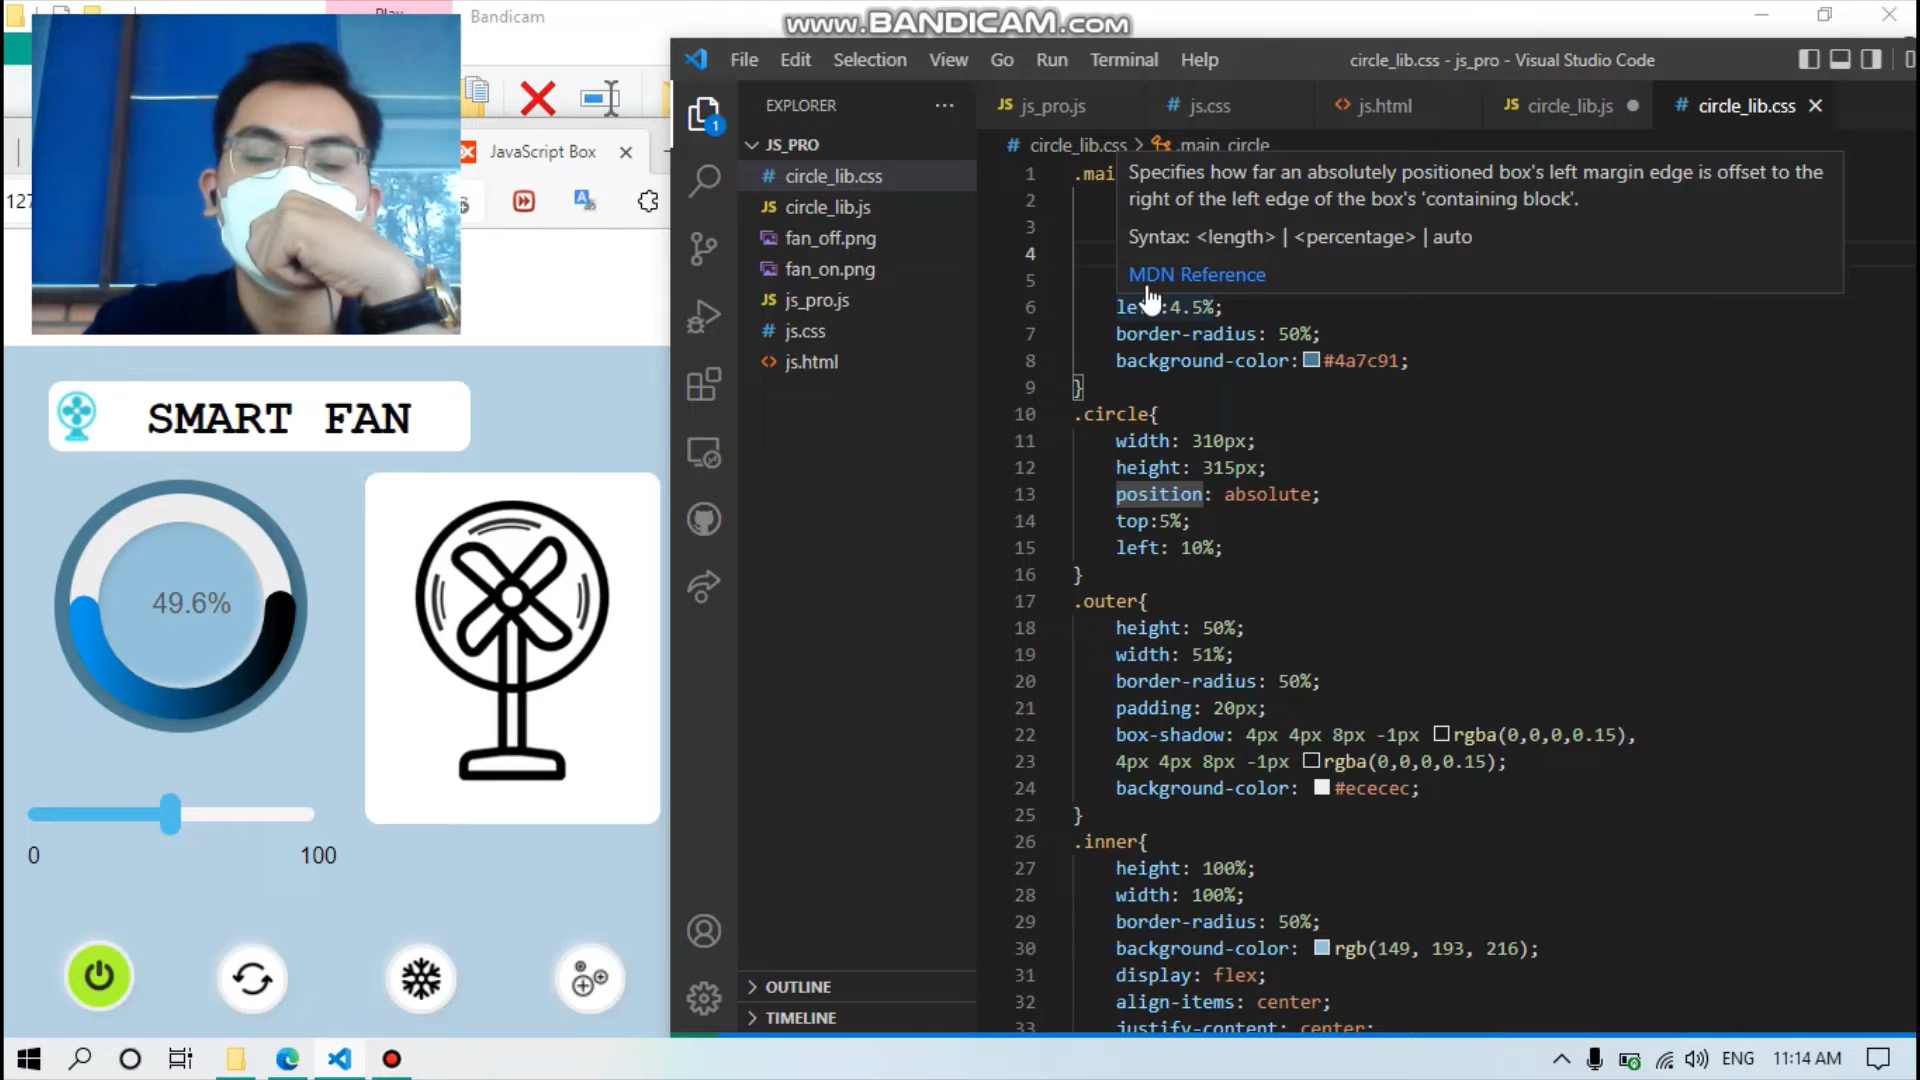 Bandicam
www.BANDICAM.com
JavaScript Box
127
SMART FAN
49.6%
0
100
File Edit Selection View Go Run Terminal Help
circle_lib.css - js_pro - Visual Studio Code
EXPLORER
JS_PRO
circle_lib.css
circle_lib.js
fan_off.png
fan_on.png
js_pro.js
js.css
js.html
OUTLINE
TIMELINE
1
JS js_pro.js
# js.css
<> js.html
JS circle_lib.js
# circle_lib.css
# circle_lib.css > .main_circle
Specifies how far an absolutely positioned box's left margin edge is offset to the
right of the left edge of the box's 'containing block'.
Syntax: <length> | <percentage> | auto
MDN Reference
1 .mai
2
3
4
5
6 :4.5%;
7 border-radius: 50%;
8 background-color: #4a7c91;
9 }
10 .circle{
11 width: 310px;
12 height: 315px;
13 position: absolute;
14 top:5%;
15 left: 10%;
16 }
17 .outer{
18 height: 50%;
19 width: 51%;
20 border-radius: 50%;
21 padding: 20px;
22 box-shadow: 4px 4px 8px -1px rgba(0,0,0,0.15),
23 4px 4px 8px -1px rgba(0,0,0,0.15);
24 background-color: #ececec;
25 }
26 .inner{
27 height: 100%;
28 width: 100%;
29 border-radius: 50%;
30 background-color: rgb(149, 193, 216);
31 display: flex;
32 align-items: center;
33 justify-content: center;
ENG
11:14 AM